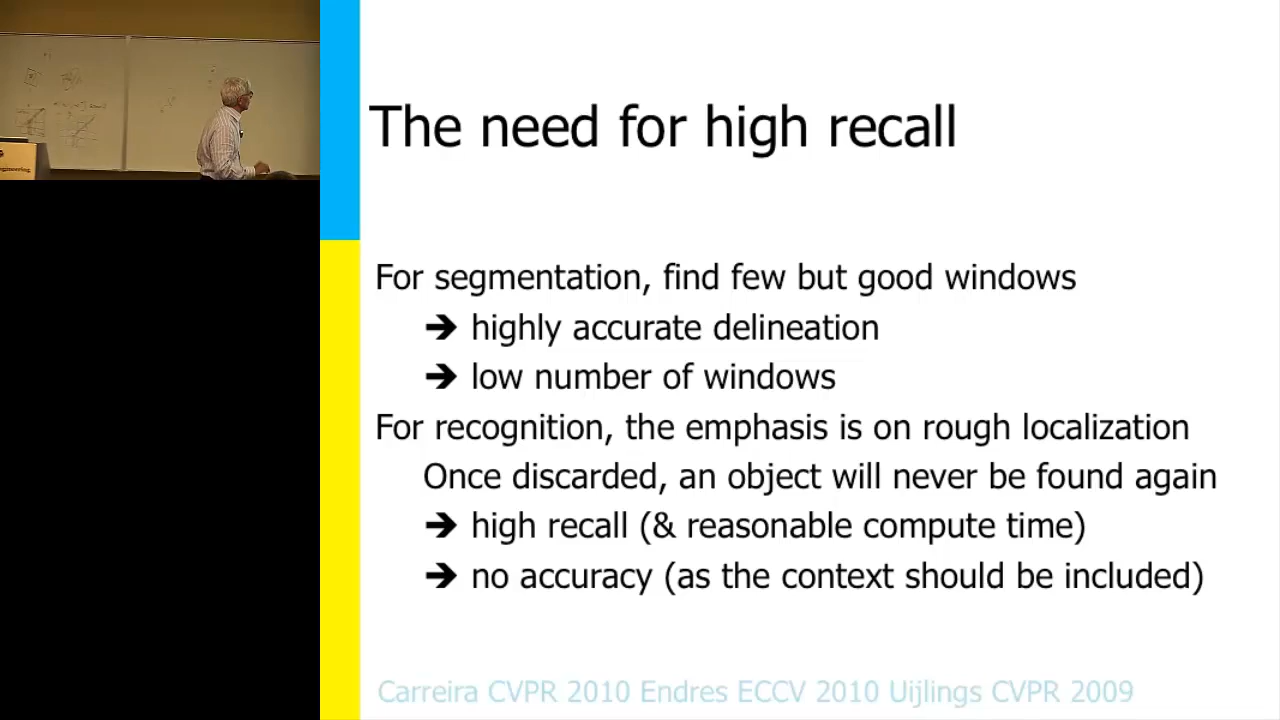 The need for high recall
For segmentation, find few but good windows
➔ highly accurate delineation
➔ low number of windows
For recognition, the emphasis is on rough localization
Once discarded, an object will never be found again
➔ high recall (& reasonable compute time)
➔ no accuracy (as the context should be included)
Carreira CVPR 2010 Endres ECCV 2010 Uijlings CVPR 2009